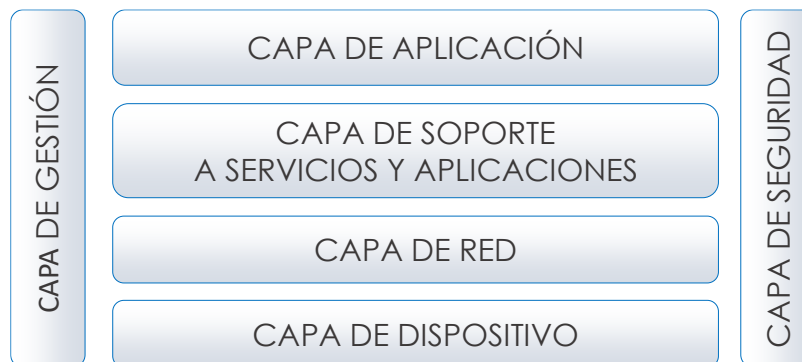 CAPA DE GESTIÓN
CAPA DE APLICACIÓN
CAPA DE SOPORTE
A SERVICIOS Y APLICACIONES
CAPA DE RED
CAPA DE DISPOSITIVO
CAPA DE SEGURIDAD